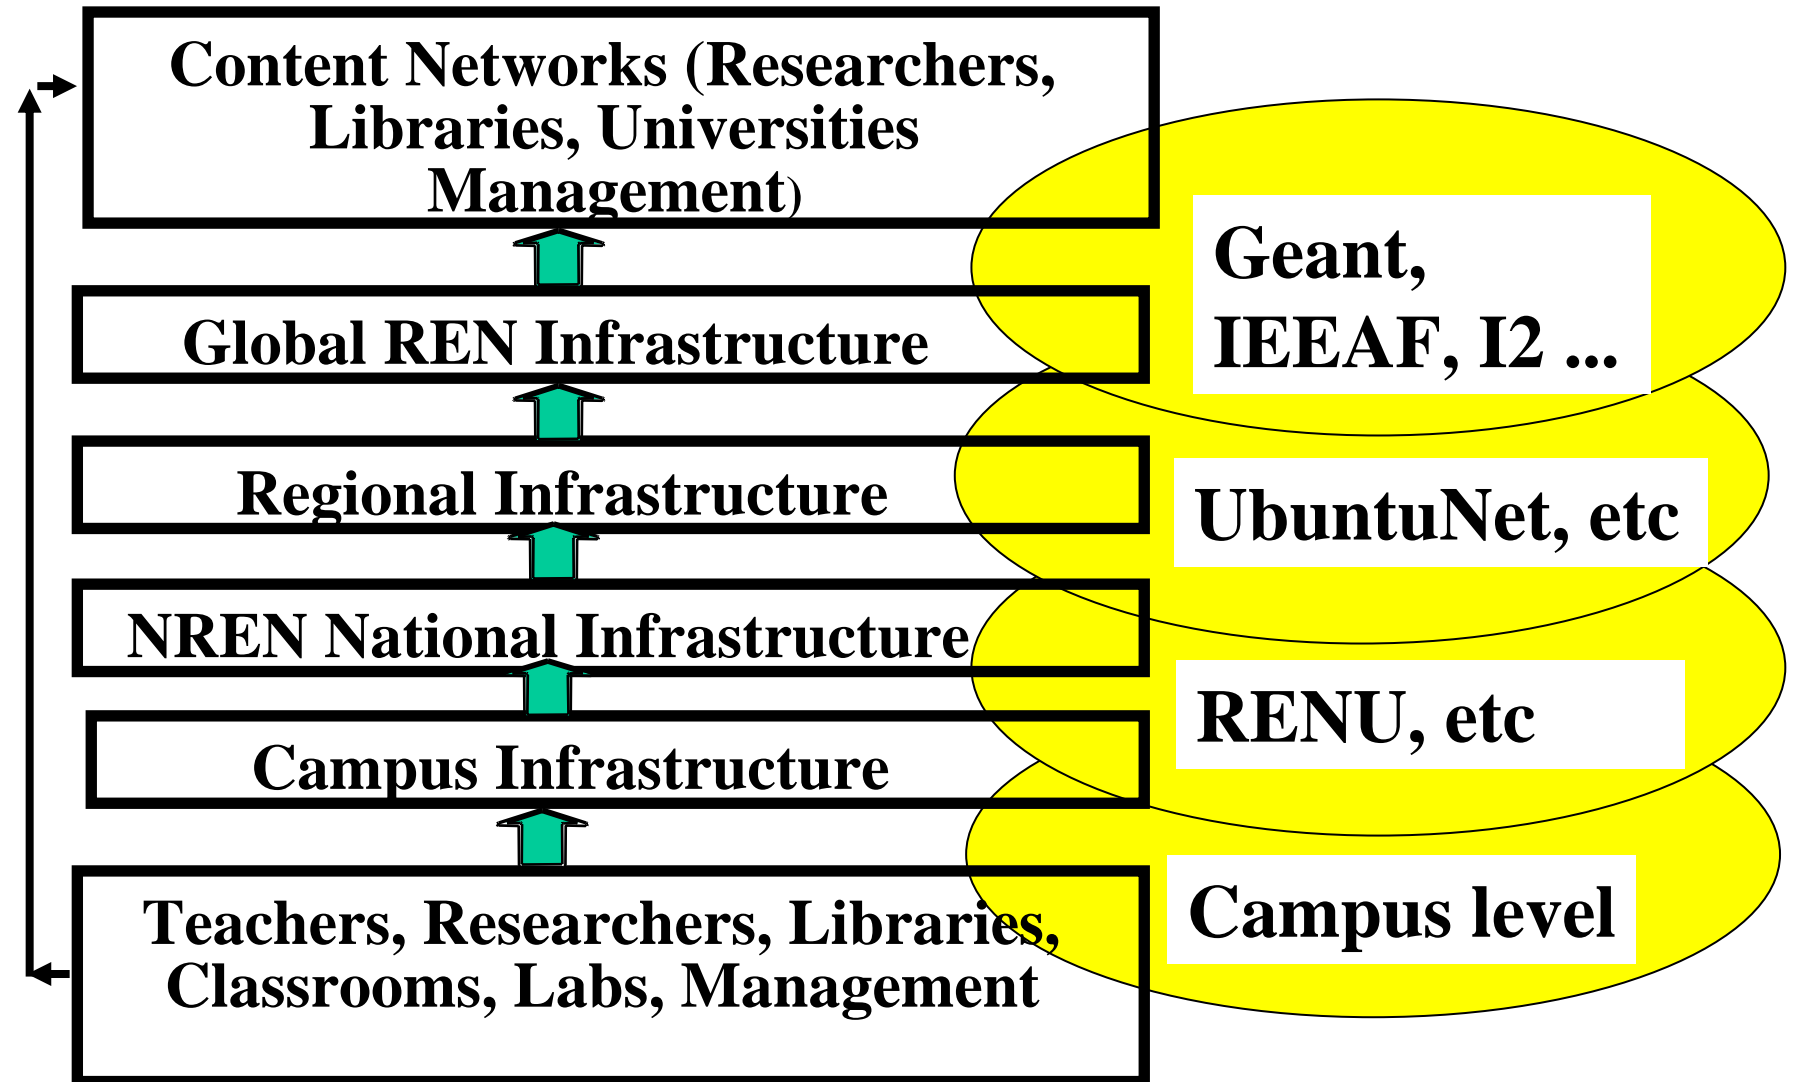 Content Networks (Researchers,
Libraries, Universities
Management)
Geant,
IEEAF, I2 ...
Global REN Infrastructure
Regional Infrastructure
UbuntuNet, etc
NREN National Infrastructure
RENU, etc
Campus Infrastructure
Campus level
Teachers, Researchers, Libraries,
Classrooms, Labs, Management